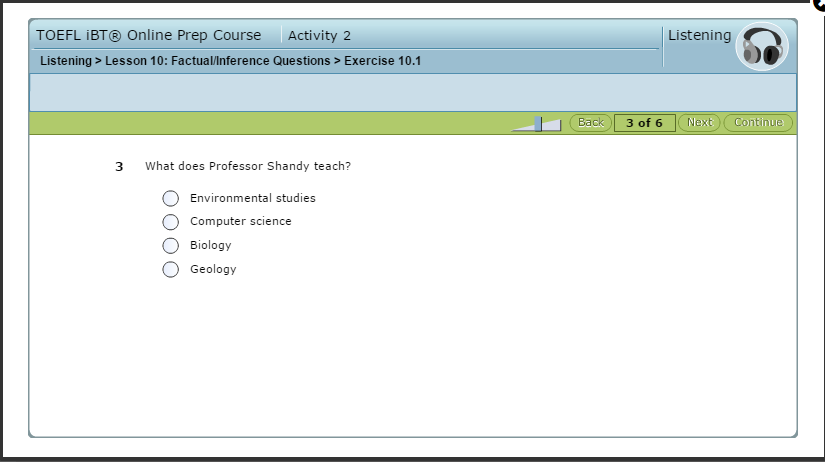 TOEFL iBT® Online Prep Course Activity 2 Listening
Listening > Lesson 10: Factual/Inference Questions > Exercise 10.1
Back 3 of 6 Next Continue
3 What does Professor Shandy teach?
Environmental studies
Computer science
Biology
Geology